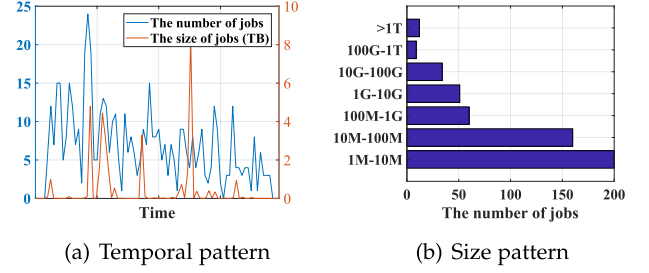 25
20
15
10
5
0
10
8
6
4
2
0
The number of jobs
The size of jobs (TB)
Time
(a) Temporal pattern
>1T
100G-1T
10G-100G
1G-10G
100M-1G
10M-100M
1M-10M
0 50 100 150 200
The number of jobs
(b) Size pattern